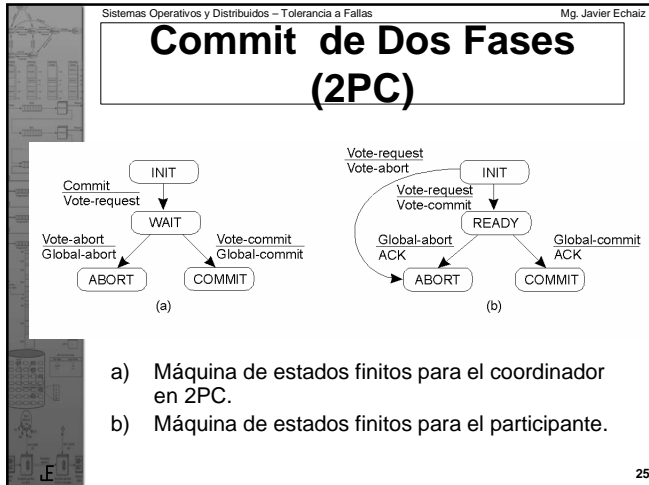 Sistemas Operativos y Distribuidos – Tolerancia a Fallas
Mg. Javier Echaiz
Commit de Dos Fases
(2PC)
INIT
Commit
Vote-request
WAIT
Vote-abort
Global-abort
Vote-commit
Global-commit
ABORT
COMMIT
(a)
Vote-request
Vote-abort
INIT
Vote-request
Vote-commit
READY
Global-abort
ACK
Global-commit
ACK
ABORT
COMMIT
(b)
a) Máquina de estados finitos para el coordinador
en 2PC.
b) Máquina de estados finitos para el participante.
25